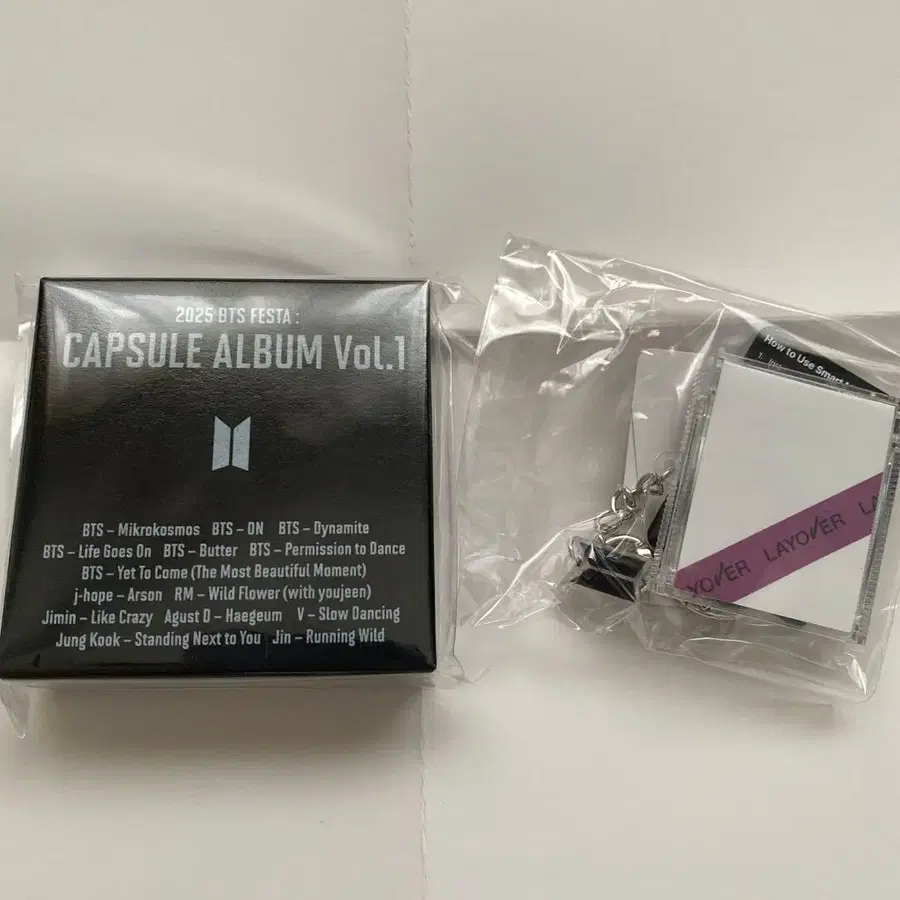 2025 BTS FESTA :
CAPSULE ALBUM Vol.1
BTS – Mikrokosmos BTS – ON BTS – Dynamite
BTS – Life Goes On BTS – Butter BTS – Permission to Dance
BTS – Yet To Come (The Most Beautiful Moment)
j-hope – Arson RM – Wild Flower (with youjeen)
Jimin – Like Crazy Agust D – Haegeum V – Slow Dancing
Jung Kook – Standing Next to You Jin – Running Wild
How to Use Smart
1.
YOVER LAYOVER LA